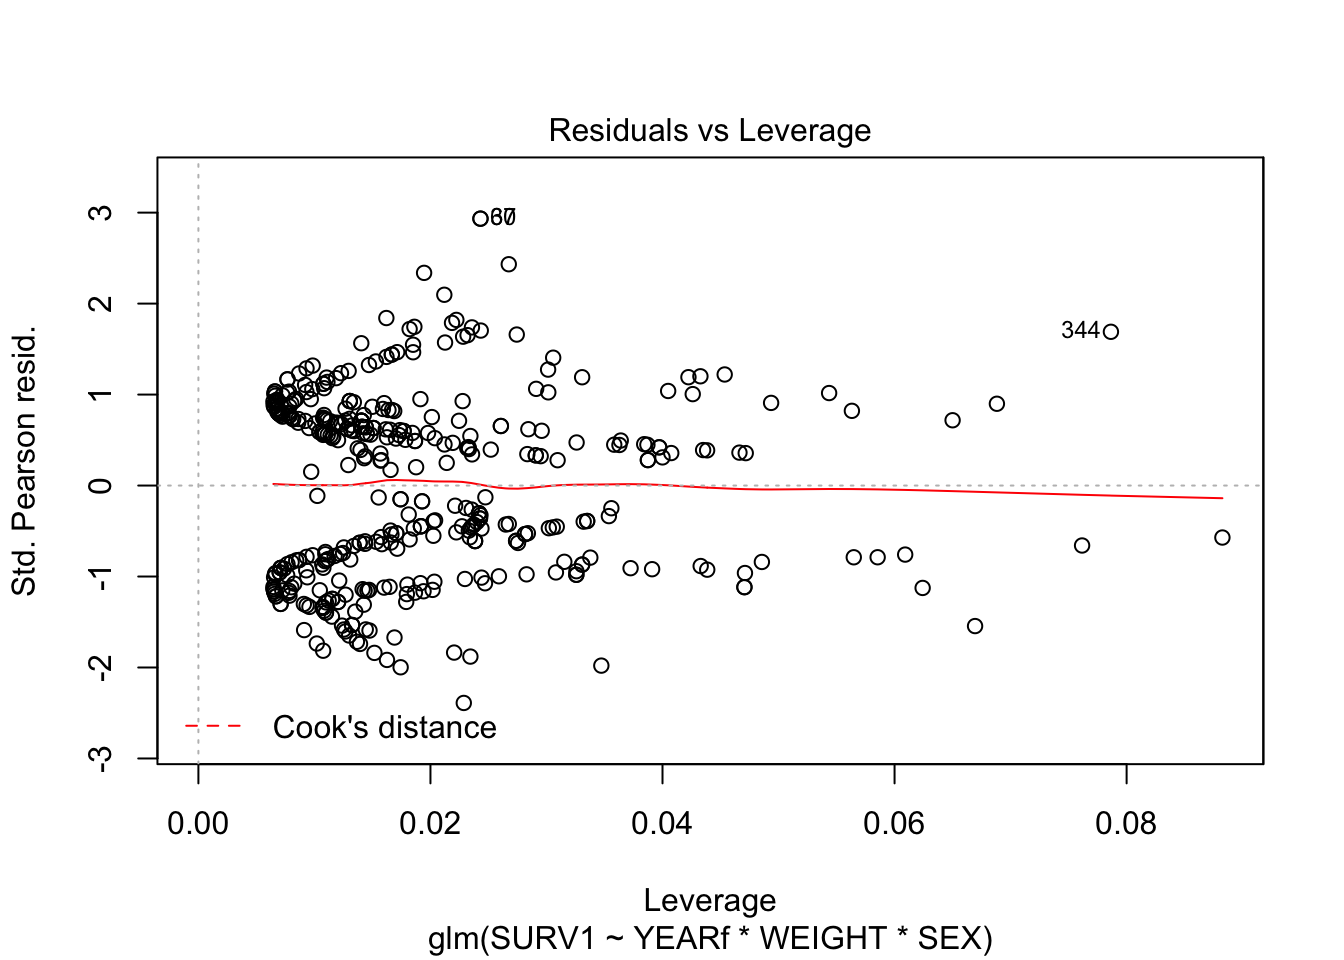 Residuals vs Leverage
Std. Pearson resid.
3
2
1
0
-1
-2
-3
344
Cook's distance
0.00 0.02 0.04 0.06 0.08
Leverage
glm(SURV1 ~ YEARf * WEIGHT * SEX)